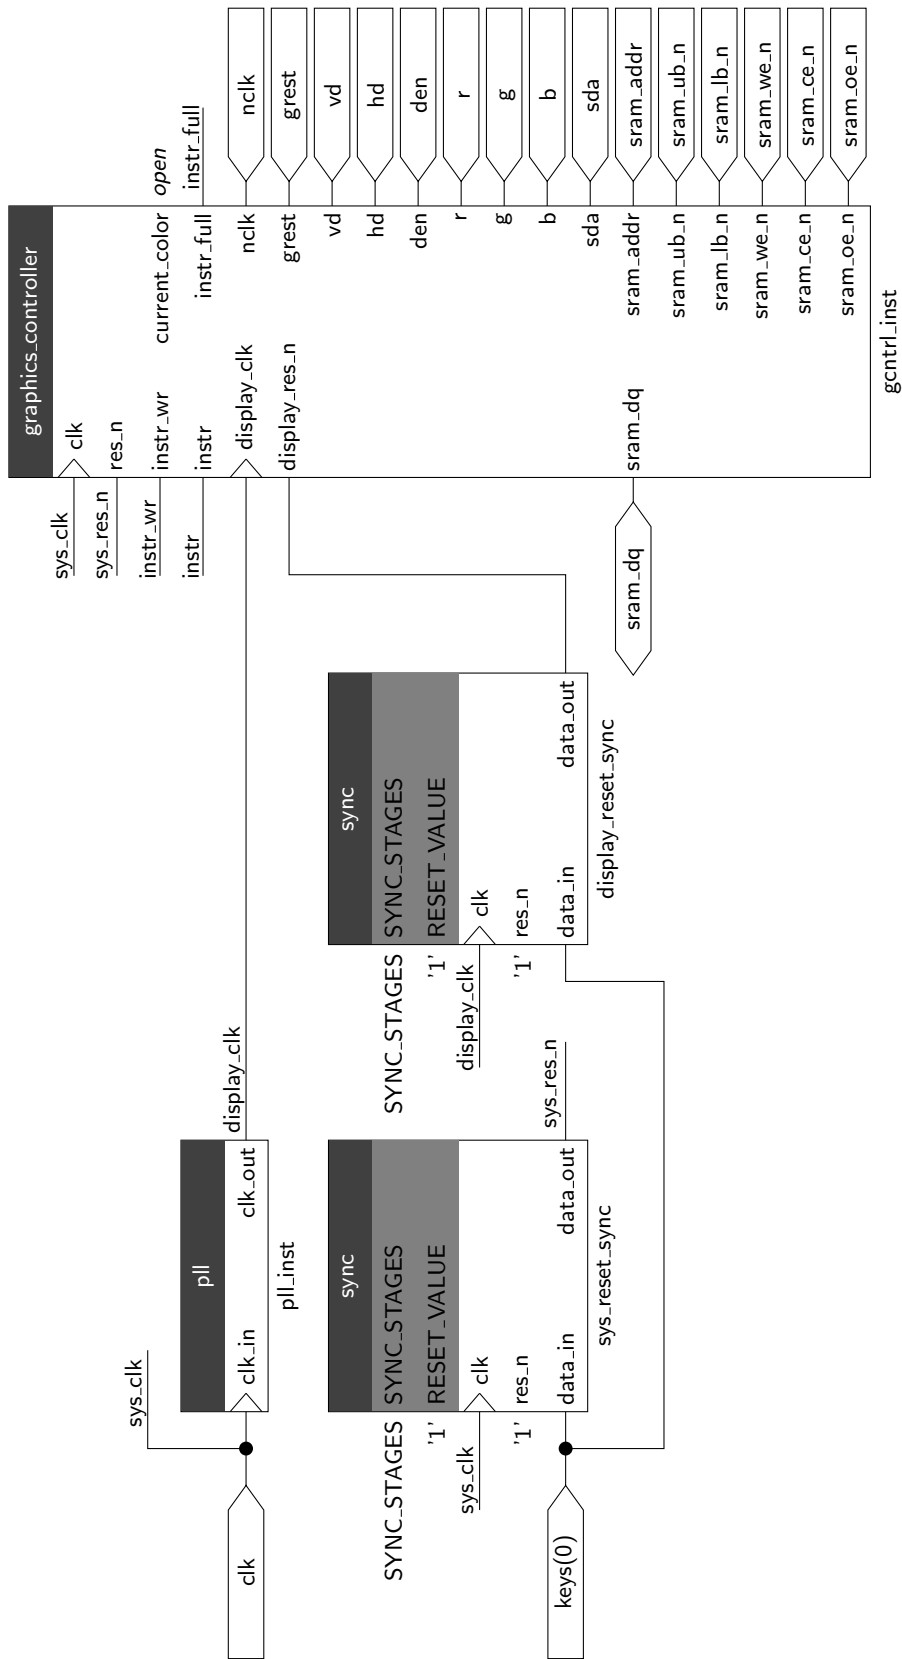 clk
sys_clk
pll
clk_in
clk_out
pll_inst
display_clk
keys(0)
sync
SYNC_STAGES
SYNC_STAGES
'1'
RESET_VALUE
sys_clk
clk
'1'
res_n
data_in
data_out
sys_reset_sync
sys_res_n
sync
SYNC_STAGES
SYNC_STAGES
'1'
RESET_VALUE
display_clk
clk
'1'
res_n
data_in
data_out
display_reset_sync
graphics_controller
sys_clk
clk
sys_res_n
res_n
instr_wr
instr_wr
current_color
open
instr
instr
instr_full
instr_full
display_clk
nclk
nclk
display_res_n
grest
grest
vd
vd
hd
hd
den
den
r
r
g
g
b
b
sda
sda
sram_dq
sram_dq
sram_addr
sram_addr
sram_ub_n
sram_ub_n
sram_lb_n
sram_lb_n
sram_we_n
sram_we_n
sram_ce_n
sram_ce_n
sram_oe_n
sram_oe_n
gcntrl_inst